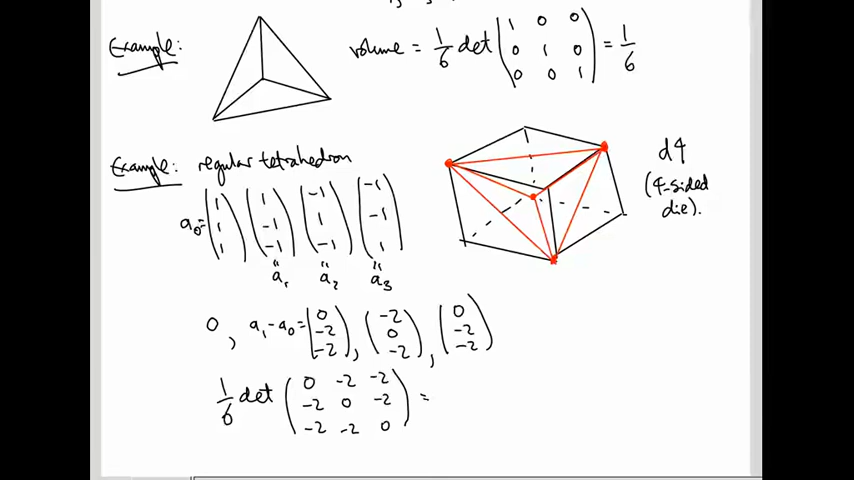 Example: volume = 1/6 det (1 0 0 / 0 1 0 / 0 0 1) = 1/6
Example: regular tetrahedron
d4
(4-sided
die).
a₀ = (1 / 1 / 1) (1 / -1 / -1) (-1 / 1 / -1) (-1 / -1 / 1)
" " "
a₁ a₂ a₃
0, a₁ - a₀ = (0 / -2 / -2), (-2 / 0 / -2), (0 / -2 / -2)
1/6 det (0 -2 -2 / -2 0 -2 / -2 -2 0) =